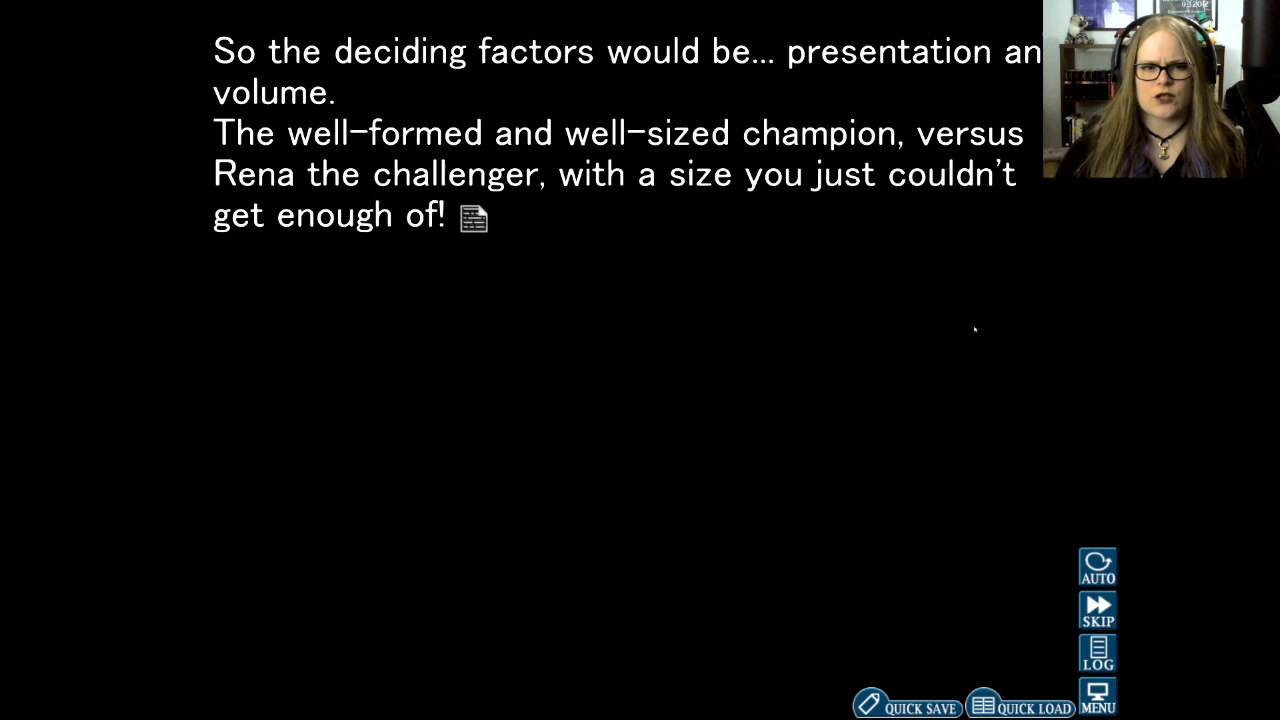 So the deciding factors would be... presentation an
volume.
The well-formed and well-sized champion, versus
Rena the challenger, with a size you just couldn't
get enough of!
AUTO
SKIP
LOG
QUICK SAVE
QUICK LOAD
MENU